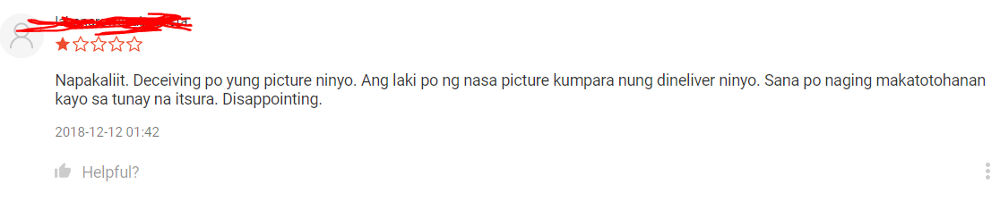 Napakaliit. Deceiving po yung picture ninyo. Ang laki po ng nasa picture kumpara nung dineliver ninyo. Sana po naging makatotohanan
kayo sa tunay na itsura. Disappointing.
2018-12-12 01:42
Helpful?